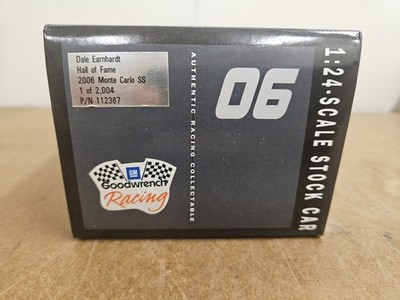 Dale Earnhardt
Hall of Fame
2006 Monte Carlo SS
1 of 2,004
P/N 112367
AUTHENTIC RACING COLLECTABLE
06
1:24-SCALE STOCK CAR
GM
Goodwrench
Racing